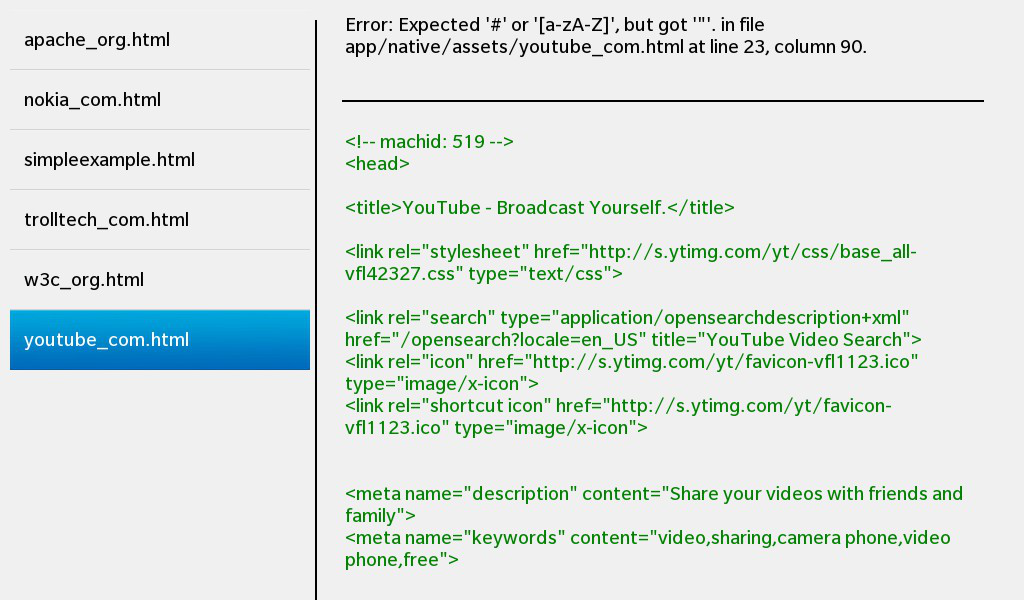 apache_org.html
nokia_com.html
simpleexample.html
trolltech_com.html
w3c_org.html
youtube_com.html
Error: Expected '#' or '[a-zA-Z]', but got '"'. in file
app/native/assets/youtube_com.html at line 23, column 90.
<!-- machid: 519 -->
<head>
<title>YouTube - Broadcast Yourself.</title>
<link rel="stylesheet" href="http://s.ytimg.com/yt/css/base_all-
vfl42327.css" type="text/css">
<link rel="search" type="application/opensearchdescription+xml"
href="/opensearch?locale=en_US" title="YouTube Video Search">
<link rel="icon" href="http://s.ytimg.com/yt/favicon-vfl1123.ico"
type="image/x-icon">
<link rel="shortcut icon" href="http://s.ytimg.com/yt/favicon-
vfl1123.ico" type="image/x-icon">
<meta name="description" content="Share your videos with friends and
family">
<meta name="keywords" content="video,sharing,camera phone,video
phone,free">